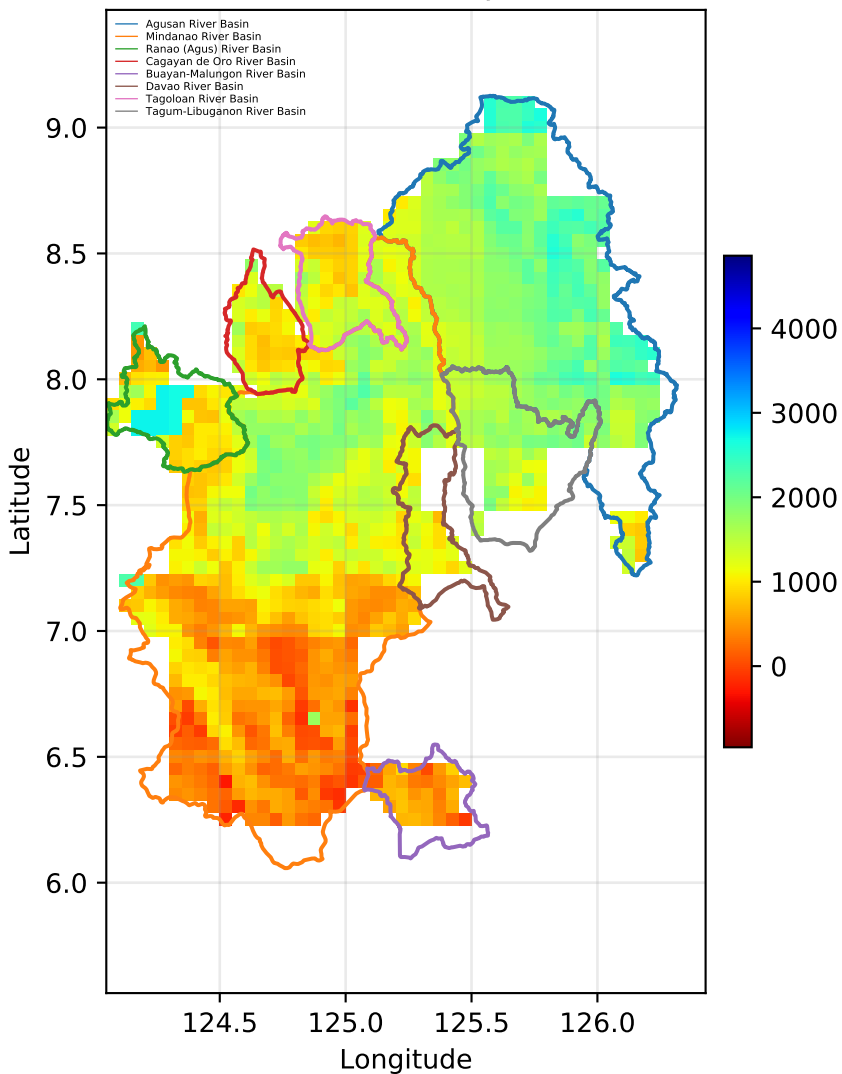 Agusan River Basin
Mindanao River Basin
Ranao (Agus) River Basin
Cagayan de Oro River Basin
Buayan-Malungon River Basin
Davao River Basin
Tagoloan River Basin
Tagum-Libuganon River Basin
9.0
8.5
8.0
7.5
7.0
6.5
6.0
Latitude
124.5 125.0 125.5 126.0
Longitude
4000
3000
2000
1000
0